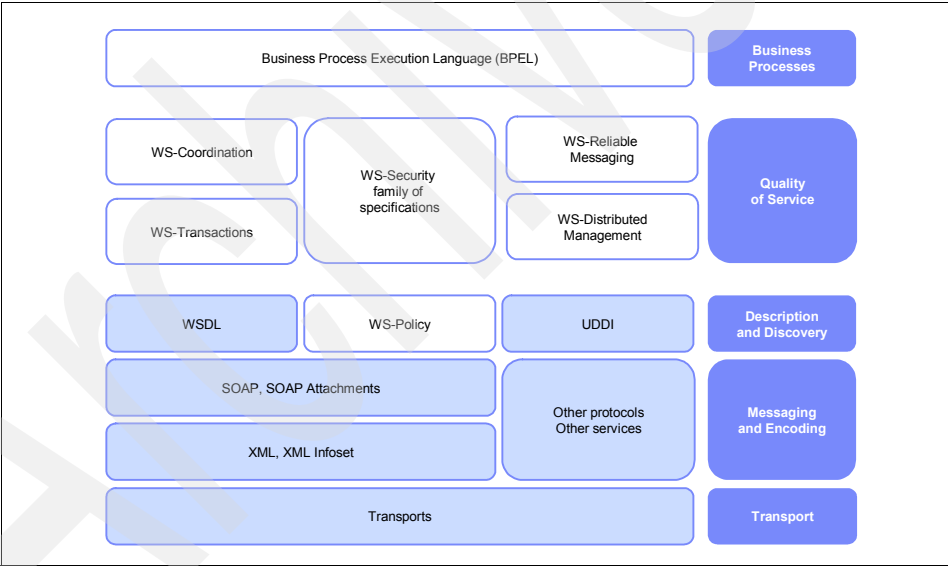 Business Process Execution Language (BPEL)
Business
Processes
WS-Coordination
WS-Transactions
WS-Security
family of
specifications
WS-Reliable
Messaging
WS-Distributed
Management
Quality
of Service
WSDL
WS-Policy
UDDI
Description
and Discovery
SOAP, SOAP Attachments
XML, XML Infoset
Other protocols
Other services
Messaging
and Encoding
Transports
Transport